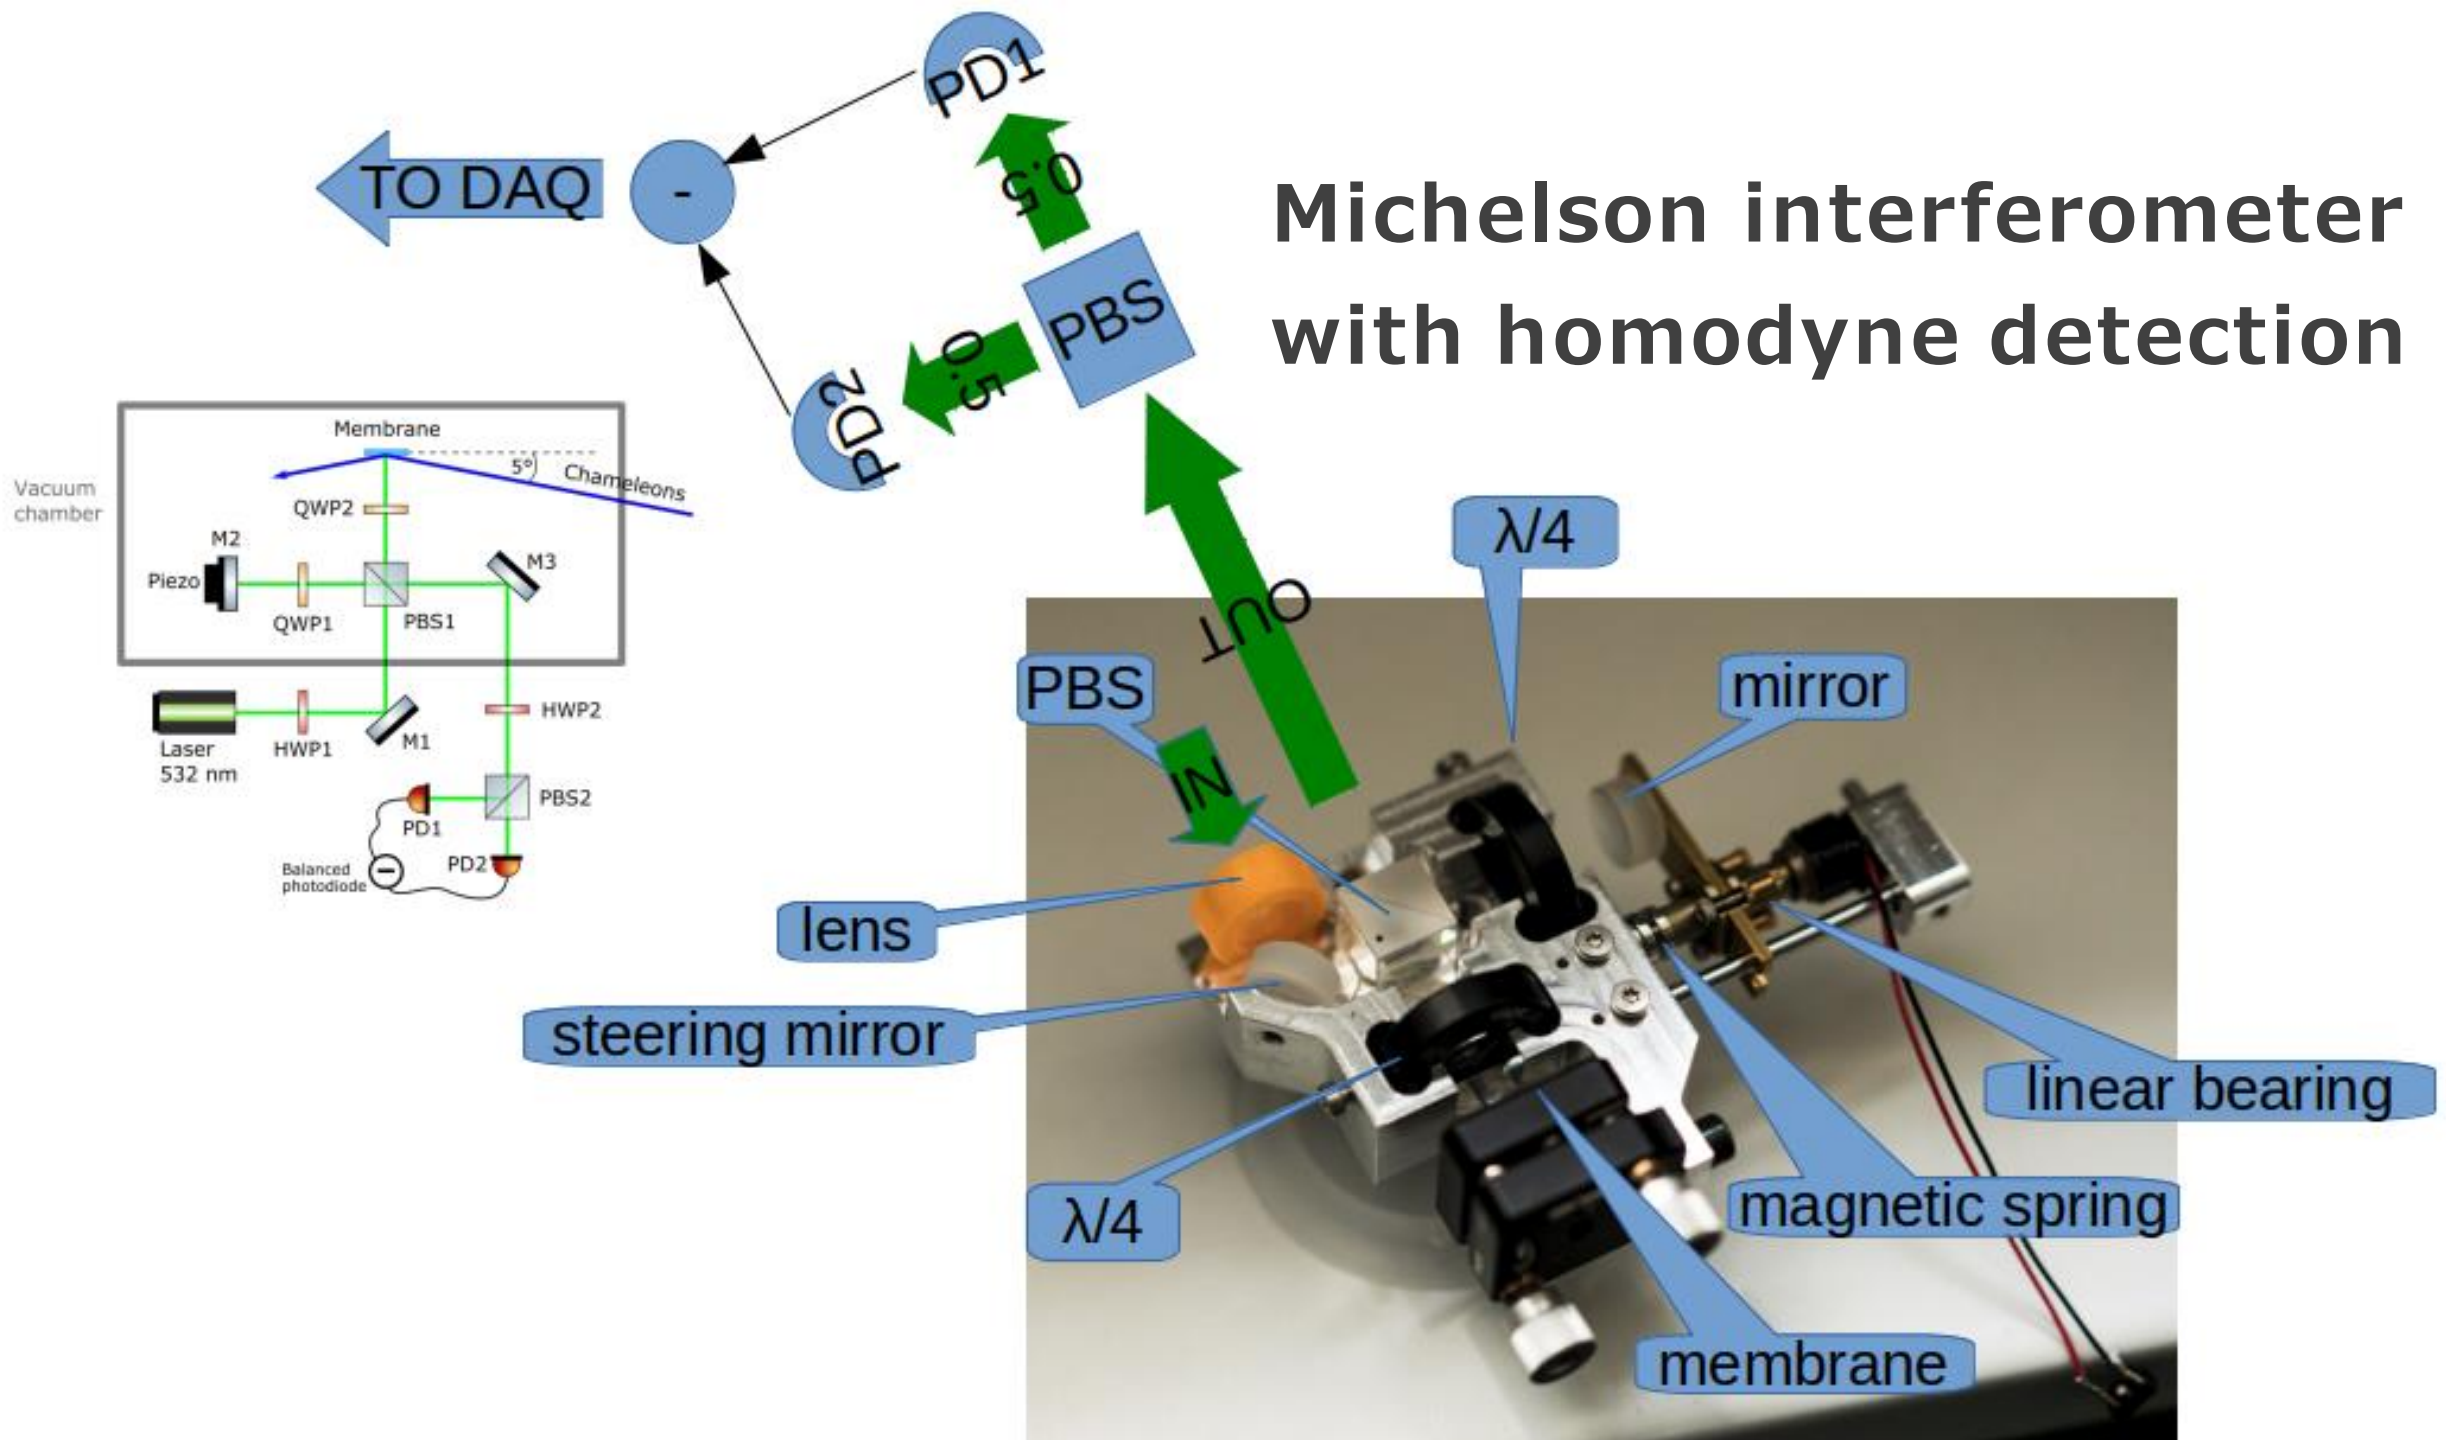 Michelson interferometer
with homodyne detection
PD1
0.5
TO DAQ
-
PBS
0.5
PD2
OUT
IN
Membrane
5°
Chameleons
Vacuum
chamber
QWP2
M2
M3
Piezo
QWP1
PBS1
HWP2
Laser
532 nm
HWP1
M1
PBS2
PD1
PD2
Balanced
photodiode
λ/4
PBS
mirror
lens
steering mirror
linear bearing
λ/4
magnetic spring
membrane